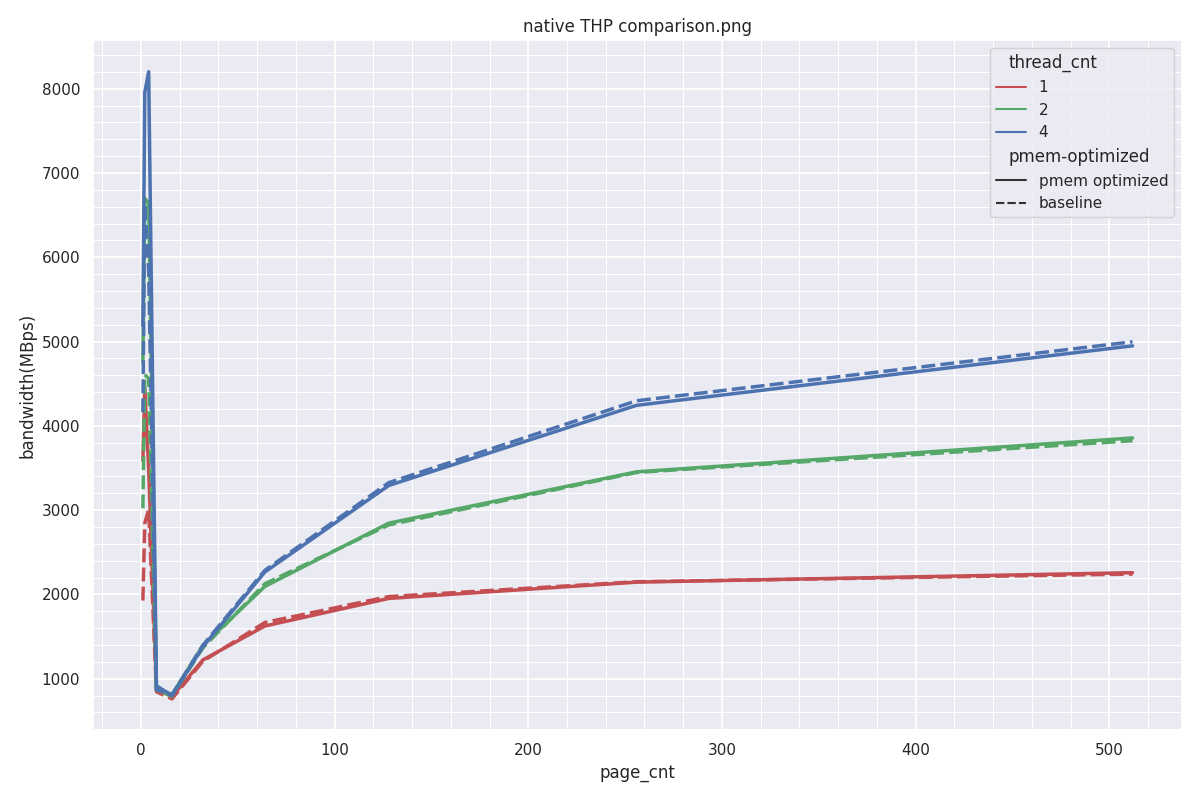 native THP comparison.png
thread_cnt
1
2
4
pmem-optimized
pmem optimized
baseline
bandwidth(MBps)
8000
7000
6000
5000
4000
3000
2000
1000
0 100 200 300 400 500
page_cnt